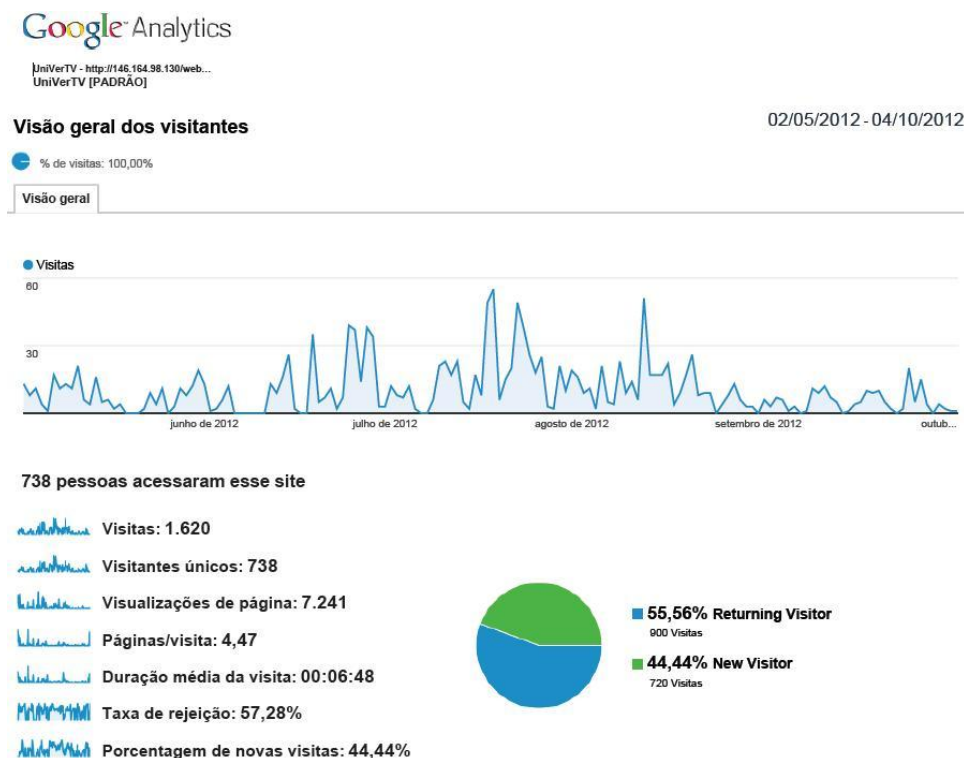 Google Analytics
UniVerTV - http://146.164.98.130/web...
UniVerTV [PADRÃO]
Visão geral dos visitantes
02/05/2012 - 04/10/2012
% de visitas: 100,00%
Visão geral
Visitas
60
30
junho de 2012 julho de 2012 agosto de 2012 setembro de 2012 outub...
738 pessoas acessaram esse site
Visitas: 1.620
Visitantes únicos: 738
Visualizações de página: 7.241
Páginas/visita: 4,47
Duração média da visita: 00:06:48
Taxa de rejeição: 57,28%
Porcentagem de novas visitas: 44,44%
55,56% Returning Visitor
900 Visitas
44,44% New Visitor
720 Visitas